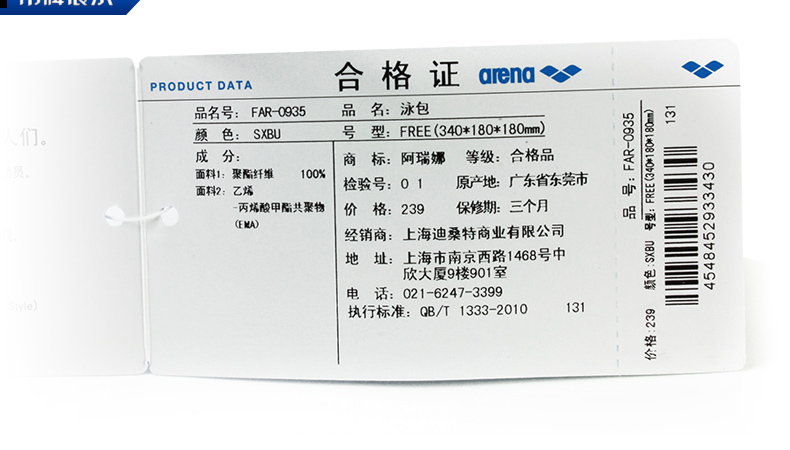 吊牌展示
人们。
PRODUCT DATA
合格证
arena
品名号: FAR-0935
品 名: 泳包
颜 色: SXBU
号 型: FREE(340*180*180mm)
成 分:
面料1: 聚酯纤维 100%
面料2: 乙烯
-丙烯酸甲酯共聚物
(EMA)
商 标: 阿瑞娜 等级: 合格品
检验号: 01 原产地: 广东省东莞市
价 格: 239 保修期: 三个月
经销商: 上海迪桑特商业有限公司
地 址: 上海市南京西路1468号中
欣大厦9楼901室
电 话: 021-6247-3399
执行标准: QB/T 1333-2010 131
品 号: FAR-0935 131
价格:239 颜色:SXBU 号型: FREE(340*180*180mm)
4548452933430